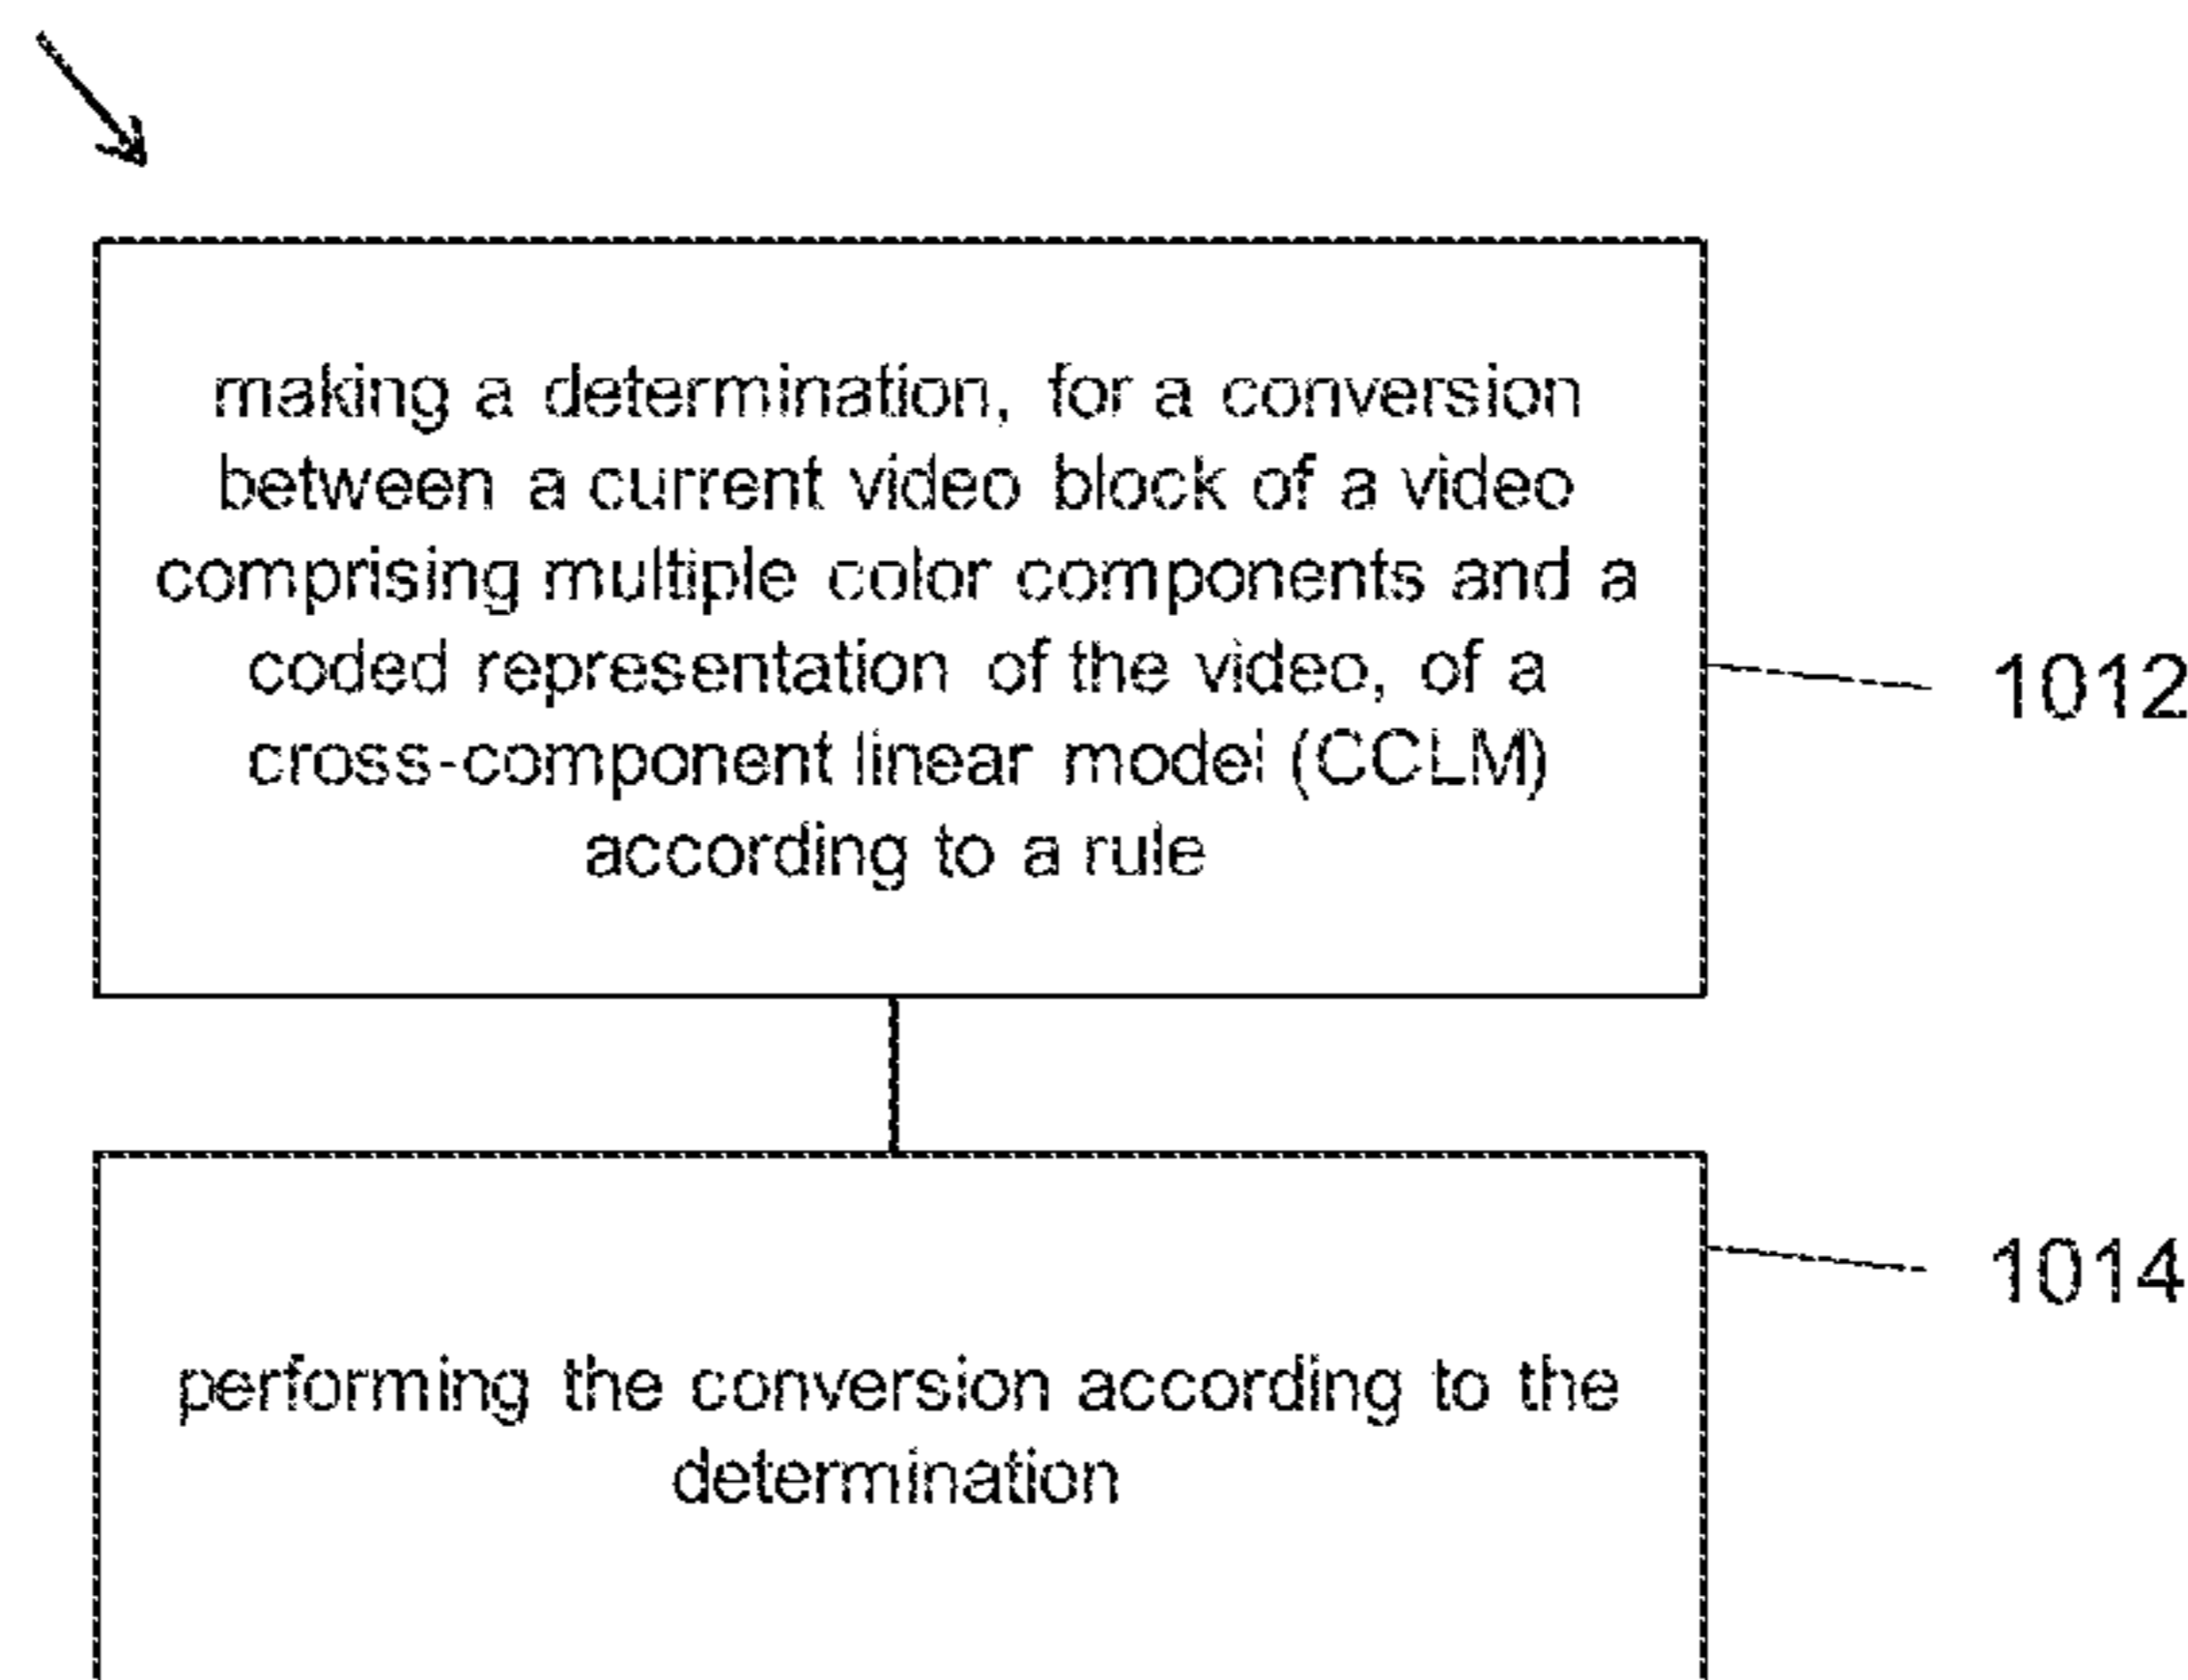 making a determination, for a conversion
between a current video block of a video
comprising multiple color components and a
coded representation of the video, of a
cross-component linear model (CCLM)
according to a rule
1012
1014
performing the conversion according to the
determination